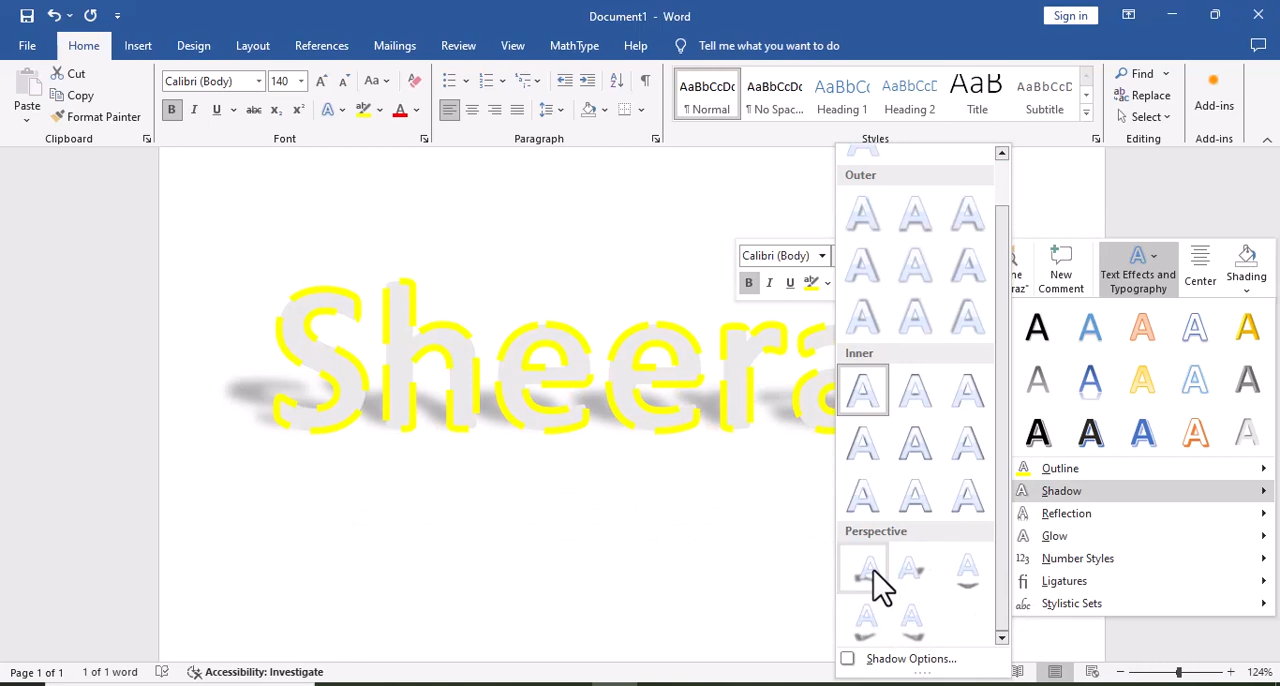 Document1 - Word
Sign in
File Home Insert Design Layout References Mailings Review View MathType Help Tell me what you want to do
Paste
Cut
Copy
Format Painter
Clipboard
Calibri (Body) 140
Font
Paragraph
AaBbCcDc AaBbCcDc AaBbCc AaBbCcD AaB AaBbCcD
¶ Normal ¶ No Spac... Heading 1 Heading 2 Title Subtitle
Styles
Find
Replace
Select
Editing
Add-ins
Add-ins
Sheera
Calibri (Body)
B I U
Outer
Inner
Perspective
Shadow Options...
New Comment
Text Effects and Typography
Center
Shading
Outline
Shadow
Reflection
Glow
Number Styles
Ligatures
Stylistic Sets
Page 1 of 1 1 of 1 word Accessibility: Investigate 124%